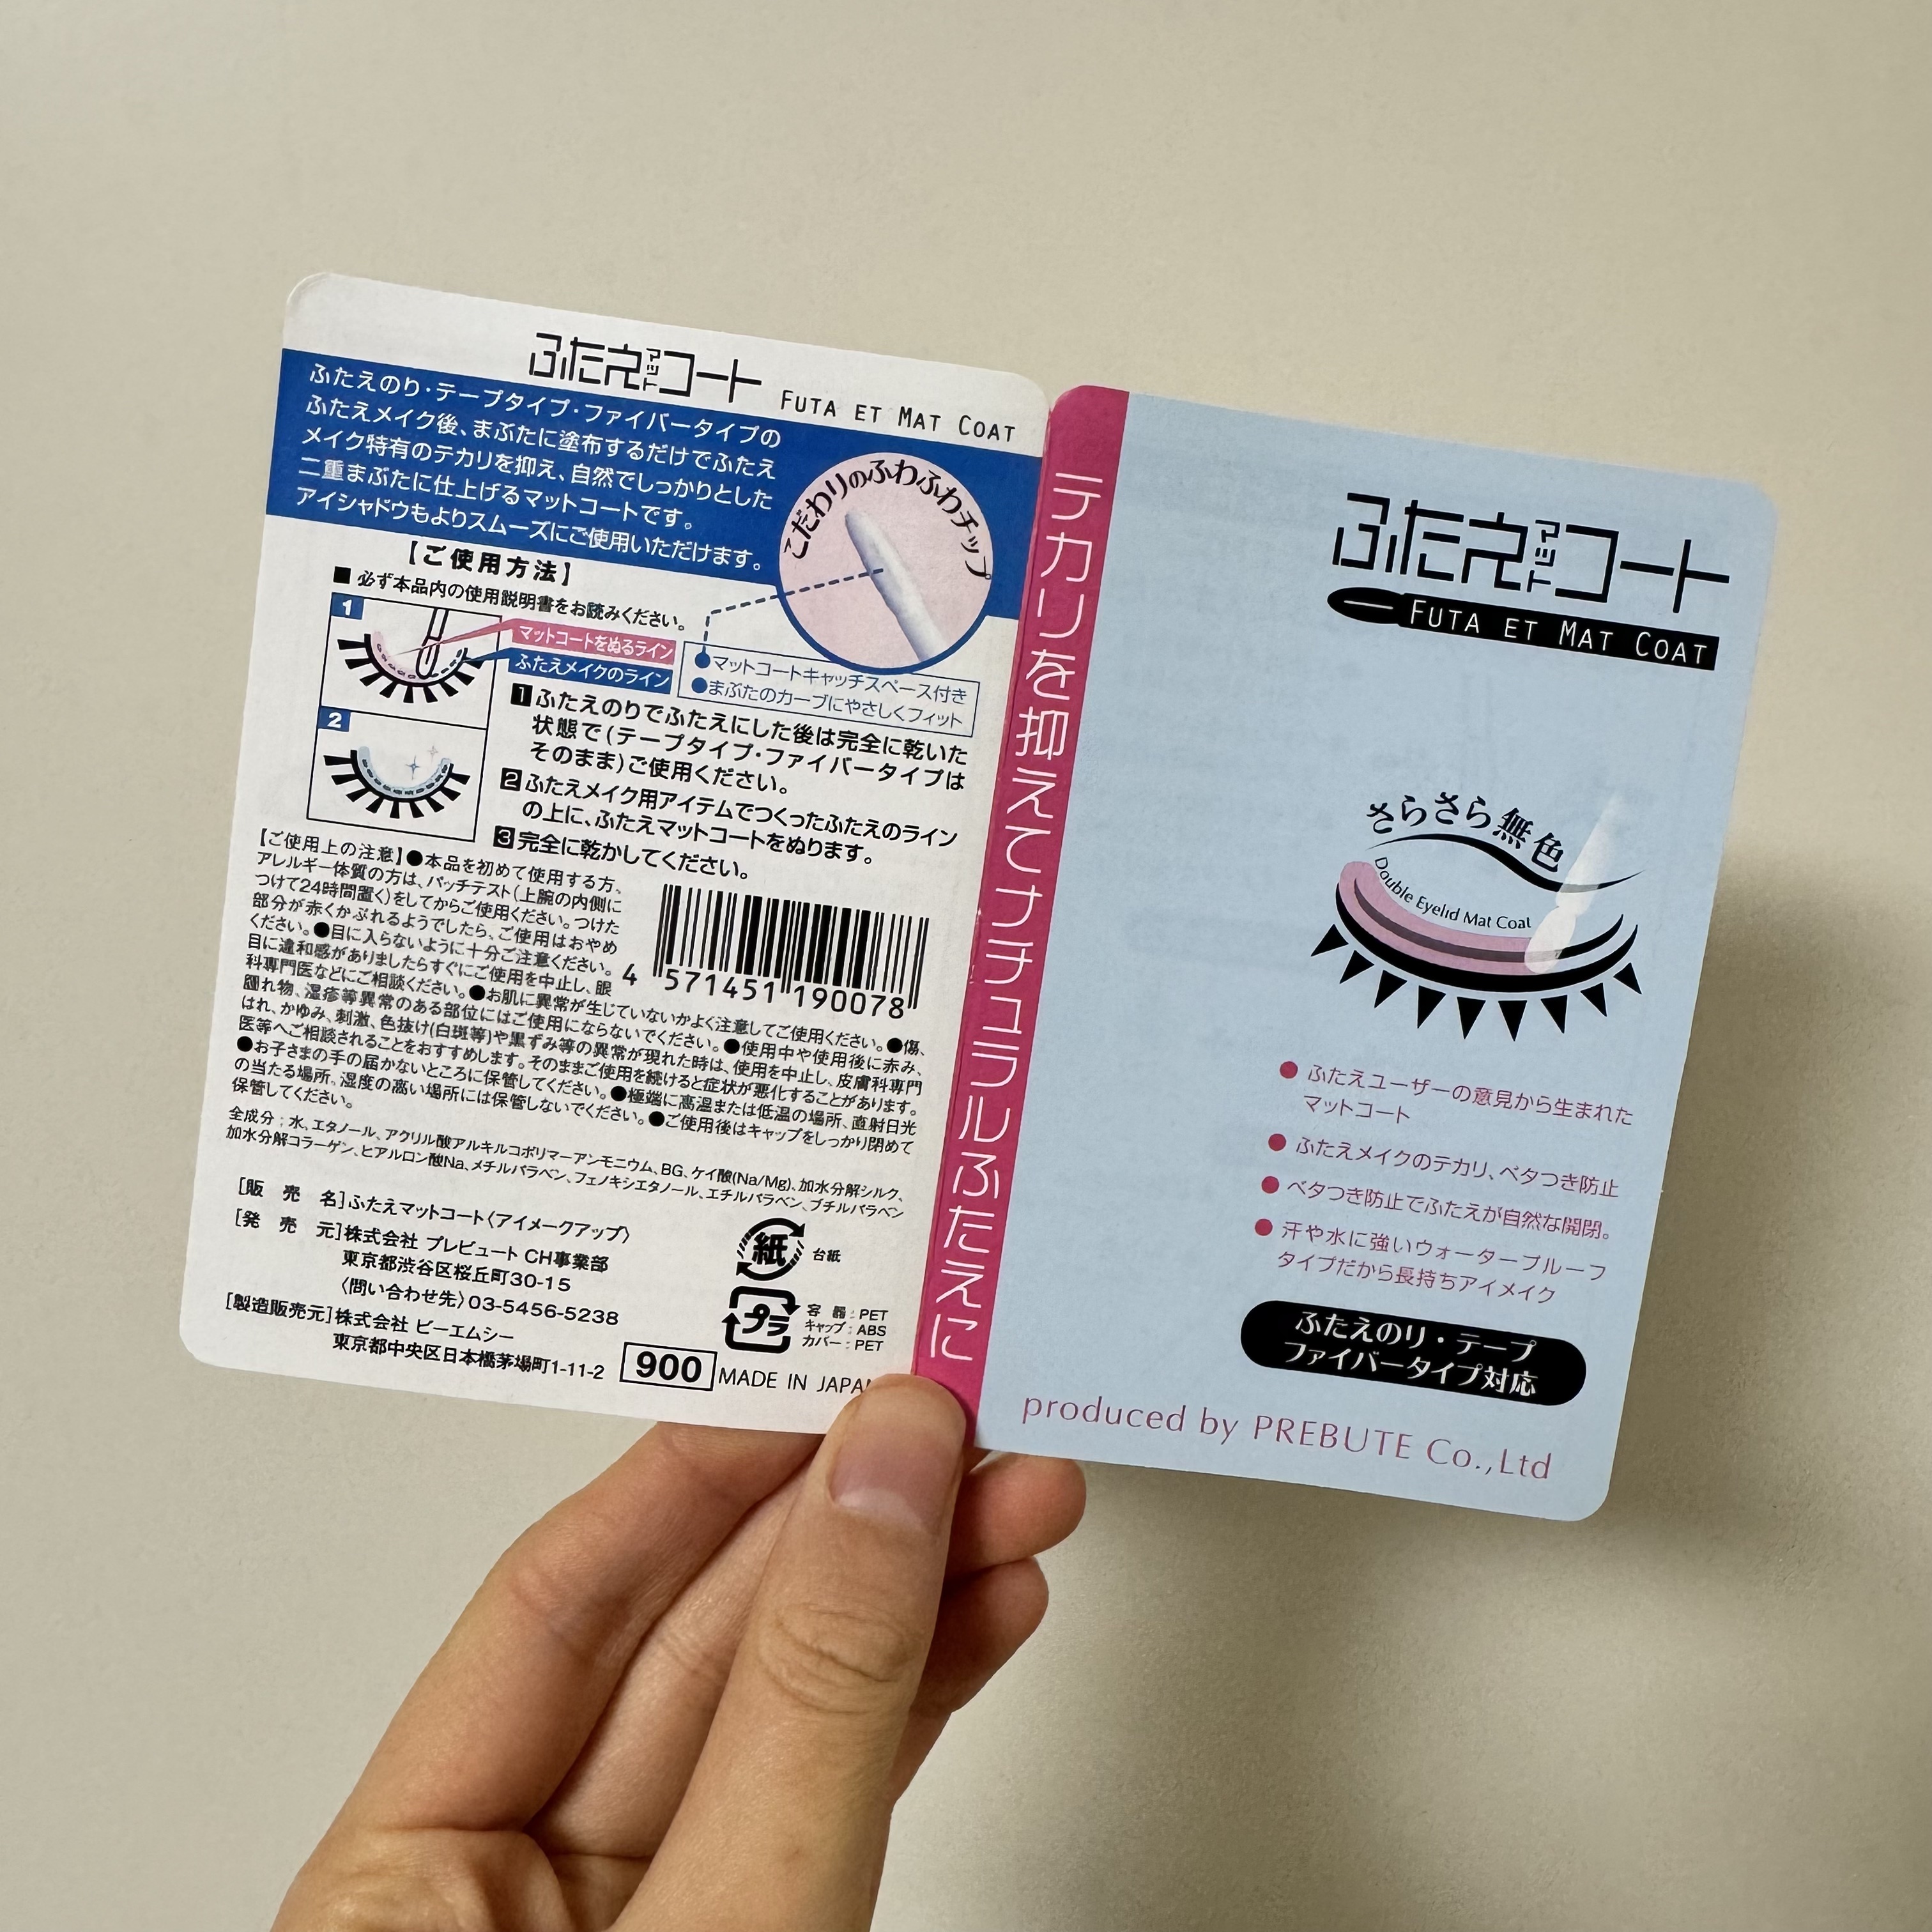 ふたえマットコート FUTA ET MAT COAT
ふたえのり・テープタイプ・ファイバータイプの
ふたえメイク後、まぶたに塗布するだけでふたえ
メイク特有のテカリを抑え、自然でしっかりとした
二重まぶたに仕上げるマットコートです。
アイシャドウもよりスムーズにご使用いただけます。
こだわりのふわふわチップ
【ご使用方法】
■必ず本品内の使用説明書をお読みください。
1
マットコートをぬるライン
ふたえメイクのライン
●マットコートキャッチスペース付き
●まぶたのカーブにやさしくフィット
2
1 ふたえのりでふたえにした後は完全に乾いた
状態で(テープタイプ・ファイバータイプは
そのまま)ご使用ください。
2 ふたえメイク用アイテムでつくったふたえのライン
の上に、ふたえマットコートをぬります。
3 完全に乾かしてください。
【ご使用上の注意】●本品を初めて使用する方、
アレルギー体質の方は、パッチテスト(上腕の内側に
つけて24時間置く)をしてからご使用ください。つけた
部分が赤くかぶれるようでしたら、ご使用はおやめ
ください。●目に入らないように十分ご注意ください。
目に違和感がありましたらすぐにご使用を中止し、眼
科専門医などにご相談ください。●お肌に異常が生じていないかよく注意してご使用ください。●傷、
腫れ物、湿疹等異常のある部位にはご使用にならないでください。●使用中や使用後に赤み、
はれ、かゆみ、刺激、色抜け(白斑等)や黒ずみ等の異常が現れた時は、使用を中止し、皮膚科専門
医等へご相談されることをおすすめします。そのままご使用を続けると症状が悪化することがあります。
●お子さまの手の届かないところに保管してください。●極端に高温または低温の場所、直射日光
の当たる場所、湿度の高い場所には保管しないでください。●ご使用後はキャップをしっかり閉めて
保管してください。
4 571451 190078
全成分 : 水、エタノール、アクリル酸アルキルコポリマーアンモニウム、BG、ケイ酸(Na/Mg)、加水分解シルク、
加水分解コラーゲン、ヒアルロン酸Na、メチルパラベン、フェノキシエタノール、エチルパラベン、ブチルパラベン
[販 売 名]ふたえマットコート〈アイメークアップ〉
[発 売 元]株式会社 プレビュート CH事業部
東京都渋谷区桜丘町30-15
〈問い合わせ先〉03-5456-5238
[製造販売元]株式会社 ビーエムシー
東京都中央区日本橋茅場町1-11-2
紙 台紙
プラ
容 器 : PET
キャップ : ABS
カバー : PET
900 MADE IN JAPAN
テカリを抑えてナチュラルふたえに
ふたえマットコート
FUTA ET MAT COAT
さらさら無色
Double Eyelid Mat Coat
●ふたえユーザーの意見から生まれた
マットコート
●ふたえメイクのテカリ、ベタつき防止
●ベタつき防止でふたえが自然な開閉。
●汗や水に強いウォータープルーフ
タイプだから長持ちアイメイク
ふたえのり・テープ
ファイバータイプ対応
produced by PREBUTE Co.,Ltd